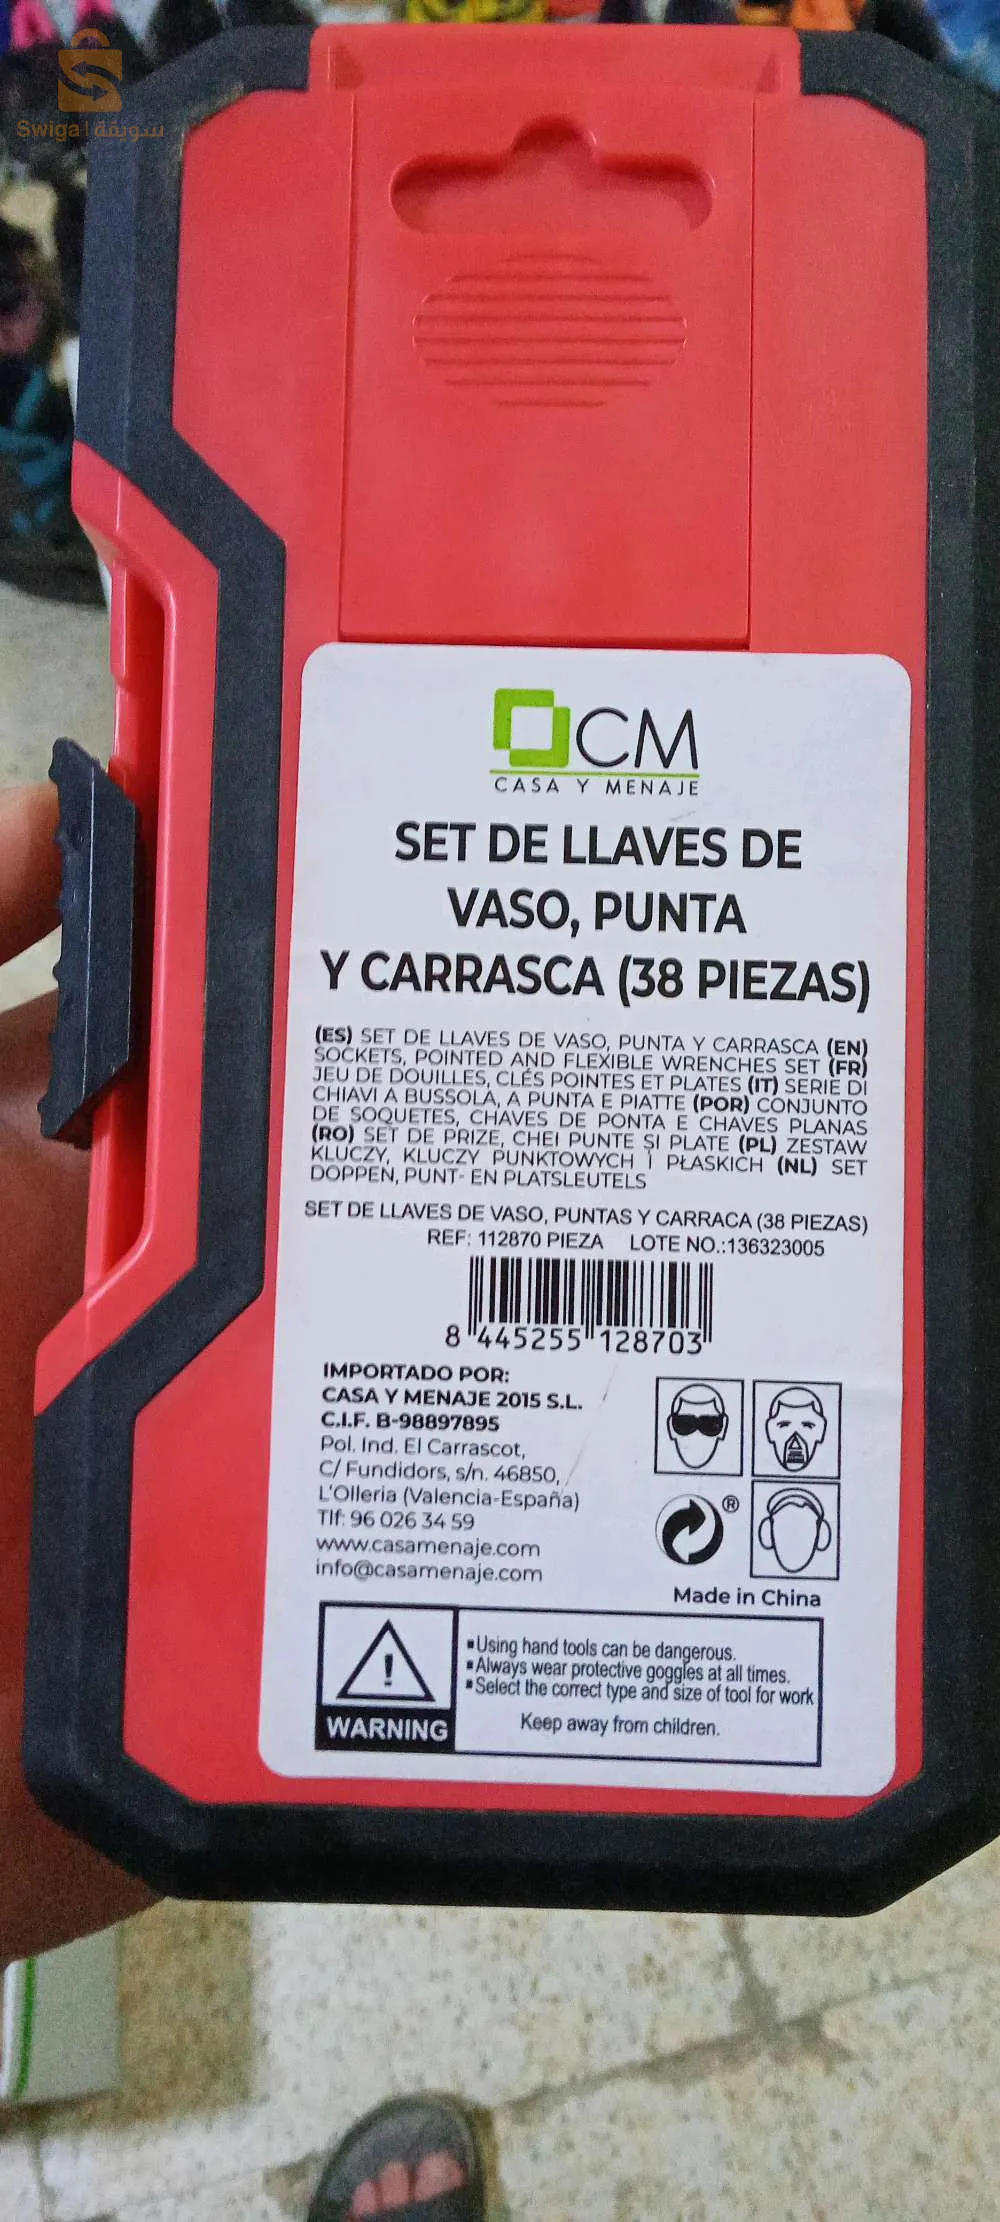 Swiga | سويقة
CM
CASA Y MENAJE
SET DE LLAVES DE
VASO, PUNTA
Y CARRASCA (38 PIEZAS)
(ES) SET DE LLAVES DE VASO, PUNTA Y CARRASCA (EN)
SOCKETS, POINTED AND FLEXIBLE WRENCHES SET (FR)
JEU DE DOUILLES, CLÉS POINTES ET PLATES (IT) SERIE DI
CHIAVI A BUSSOLA, A PUNTA E PIATTE (POR) CONJUNTO
DE SOQUETES, CHAVES DE PONTA E CHAVES PLANAS
(RO) SET DE PRIZE, CHEI PUNTE ȘI PLATE (PL) ZESTAW
KLUCZY, KLUCZY PUNKTOWYCH I PŁASKICH (NL) SET
DOPPEN, PUNT- EN PLATSLEUTELS
SET DE LLAVES DE VASO, PUNTAS Y CARRACA (38 PIEZAS)
REF: 112870 PIEZA LOTE NO.:136323005
8 445255 128703
IMPORTADO POR:
CASA Y MENAJE 2015 S.L.
C.I.F. B-98897895
Pol. Ind. El Carrascot,
C/ Fundidors, s/n. 46850,
L'Olleria (Valencia-España)
Tlf: 96 026 34 59
www.casamenaje.com
info@casamenaje.com
®
Made in China
WARNING
▪Using hand tools can be dangerous.
▪Always wear protective goggles at all times.
▪Select the correct type and size of tool for work
Keep away from children.